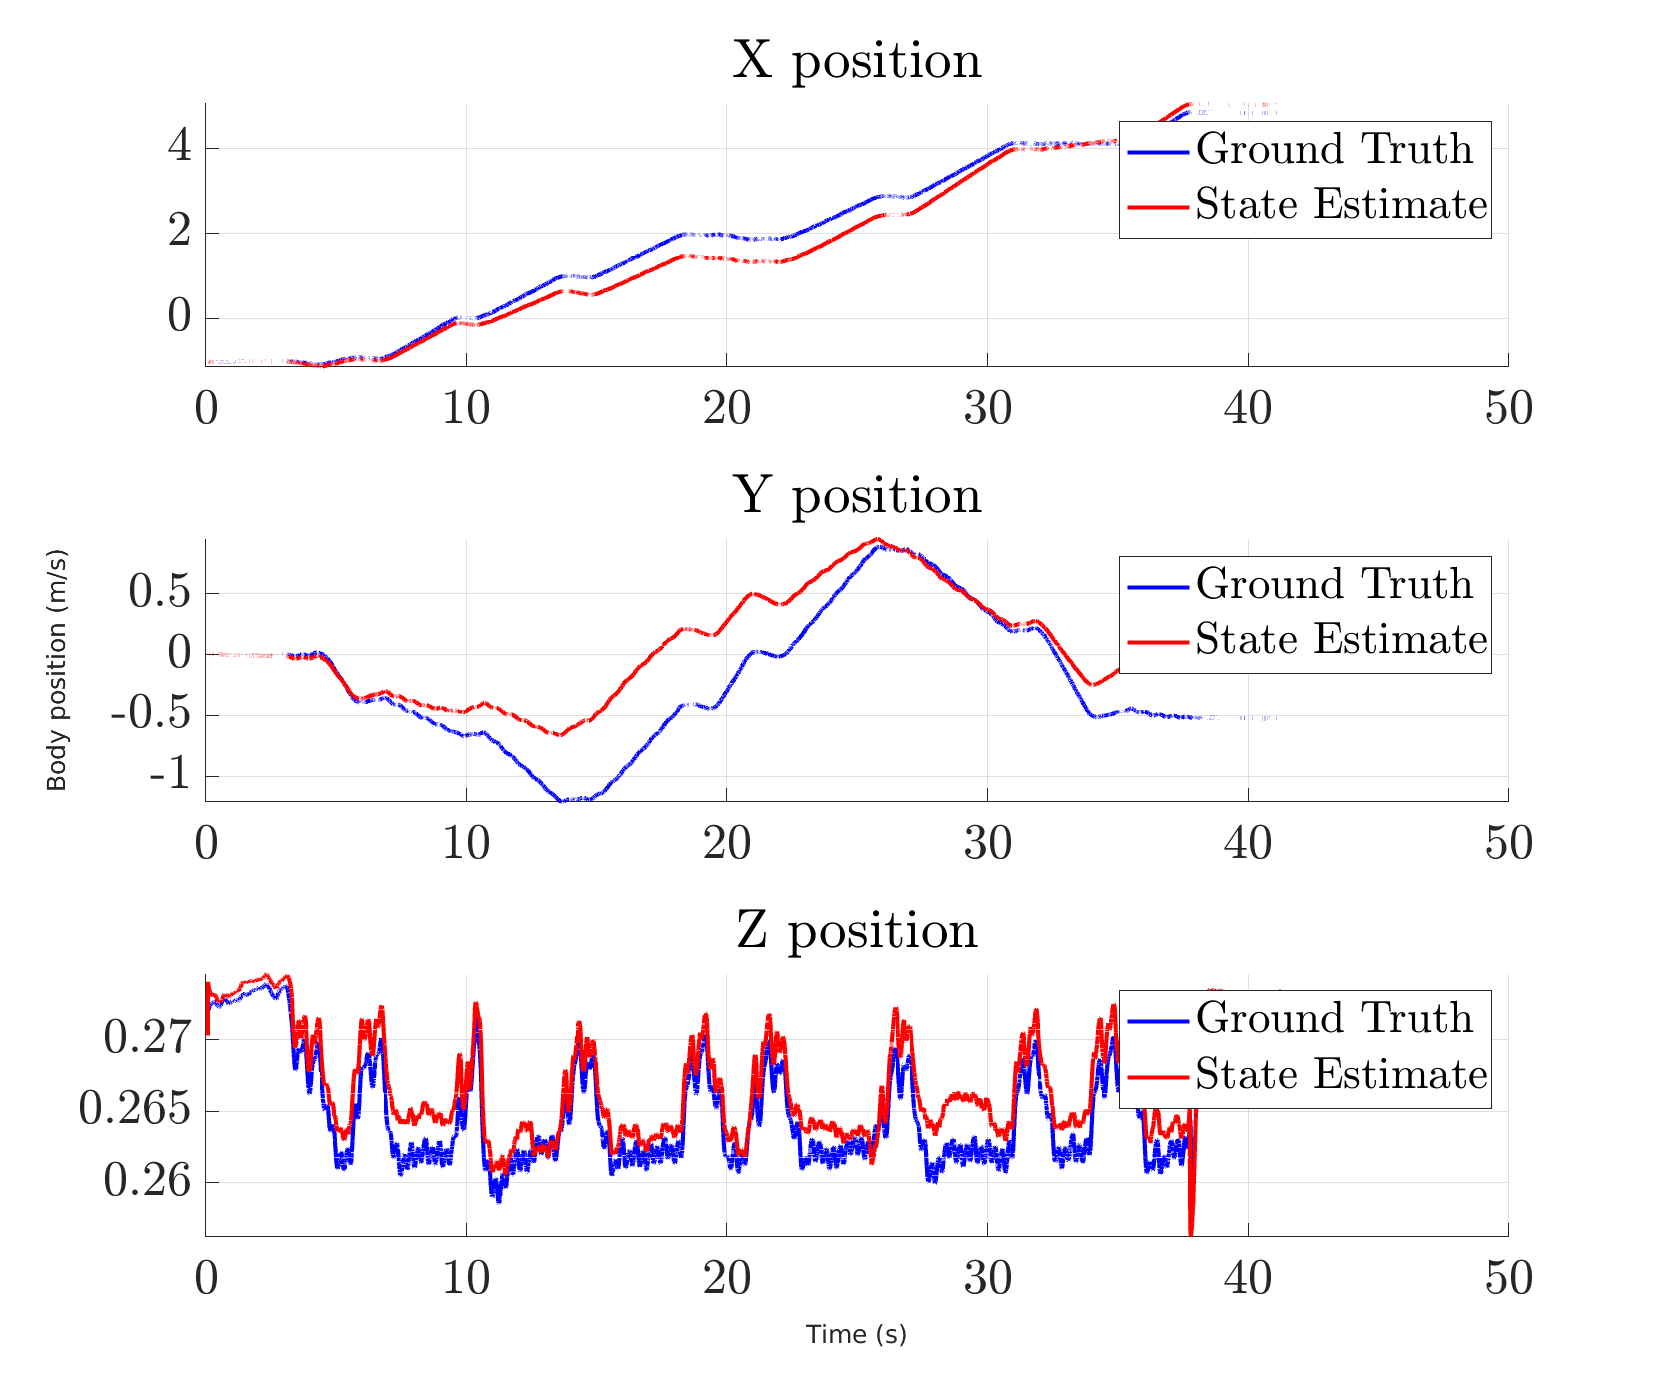 X position
4
2
0
0 10 20 30 40 50
Ground Truth
State Estimate
Y position
Body position (m/s)
0.5
0
-0.5
-1
0 10 20 30 40 50
Ground Truth
State Estimate
Z position
0.27
0.265
0.26
0 10 20 30 40 50
Ground Truth
State Estimate
Time (s)